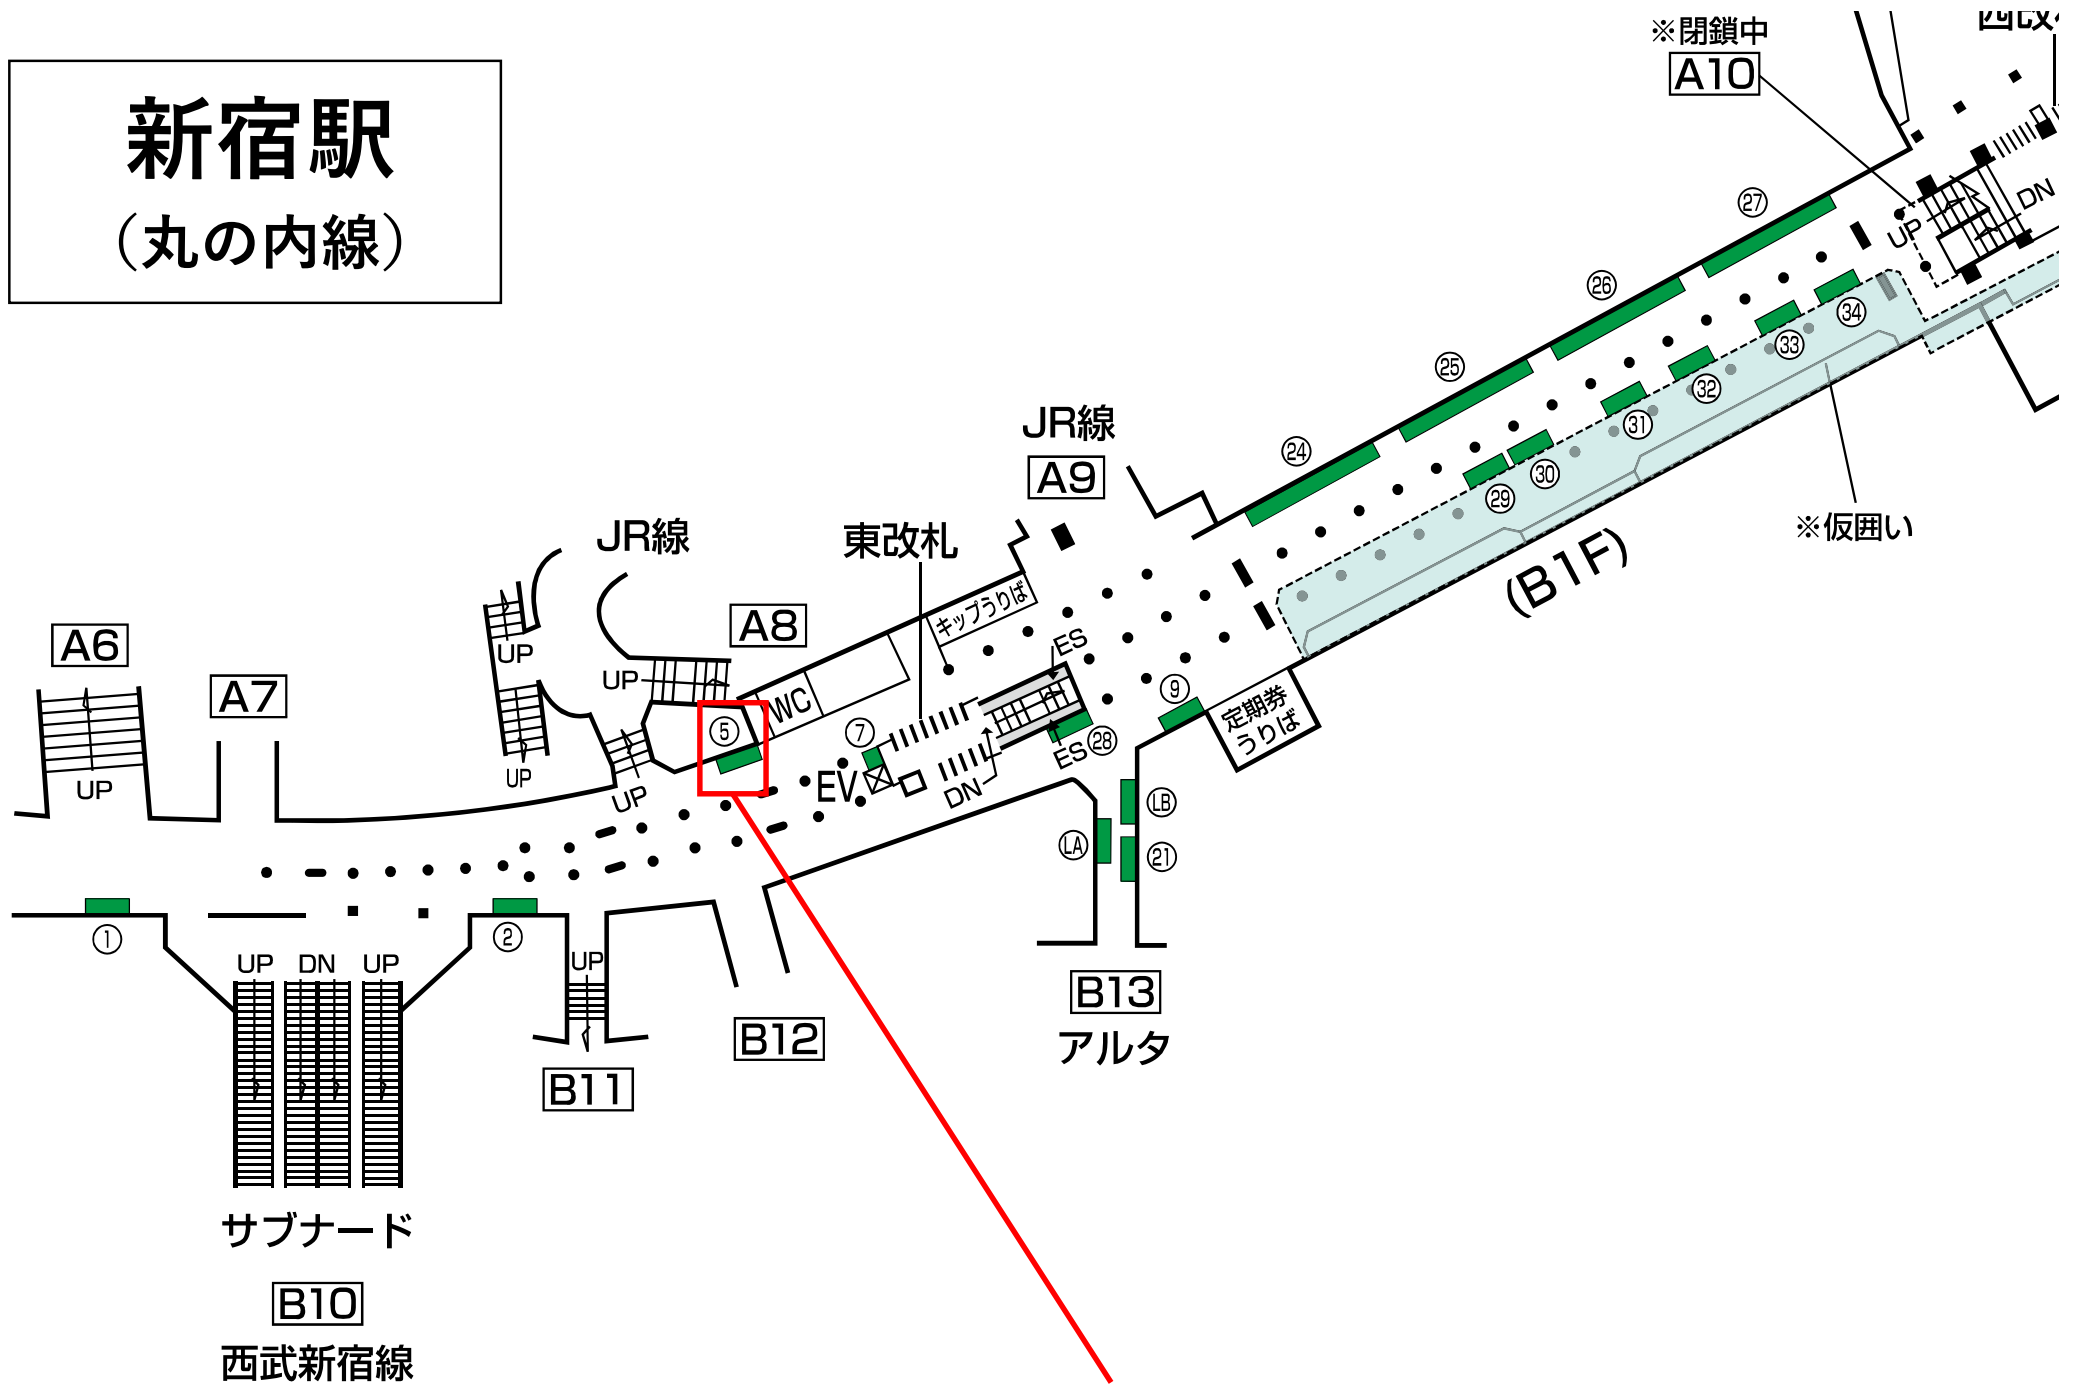 新宿駅
（丸の内線）
※閉鎖中
A10
UP
DN
㉗
㉖
㉕
㉔
㉞
㉝
㉜
㉛
㉚
㉙
※仮囲い
(B1F)
JR線
A9
東改札
キップうりば
JR線
A8
UP
UP
UP
UP
A6
UP
A7
WC
⑤
⑦
EV
ES
ES
㉘
DN
⑨
定期券
うりば
LB
LA
㉑
①
②
UP
DN
UP
UP
B11
B12
B13
アルタ
サブナード
B10
西武新宿線